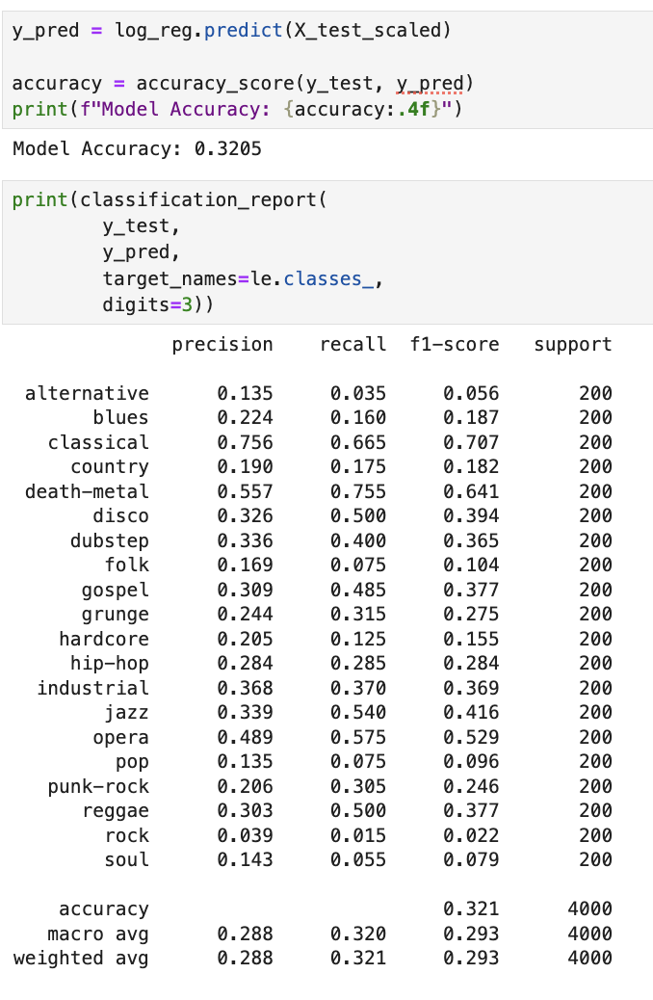 y_pred = log_reg.predict(X_test_scaled)
accuracy = accuracy_score(y_test, y_pred)
print(f"Model Accuracy: {accuracy:.4f}")
Model Accuracy: 0.3205
print(classification_report(
        y_test,
        y_pred,
        target_names=le.classes_,
        digits=3))
              precision    recall  f1-score   support
 alternative      0.135     0.035     0.056       200
       blues      0.224     0.160     0.187       200
   classical      0.756     0.665     0.707       200
     country      0.190     0.175     0.182       200
 death-metal      0.557     0.755     0.641       200
       disco      0.326     0.500     0.394       200
     dubstep      0.336     0.400     0.365       200
        folk      0.169     0.075     0.104       200
      gospel      0.309     0.485     0.377       200
      grunge      0.244     0.315     0.275       200
    hardcore      0.205     0.125     0.155       200
     hip-hop      0.284     0.285     0.284       200
  industrial      0.368     0.370     0.369       200
        jazz      0.339     0.540     0.416       200
       opera      0.489     0.575     0.529       200
         pop      0.135     0.075     0.096       200
   punk-rock      0.206     0.305     0.246       200
      reggae      0.303     0.500     0.377       200
        rock      0.039     0.015     0.022       200
        soul      0.143     0.055     0.079       200
    accuracy                          0.321      4000
   macro avg      0.288     0.320     0.293      4000
weighted avg      0.288     0.321     0.293      4000